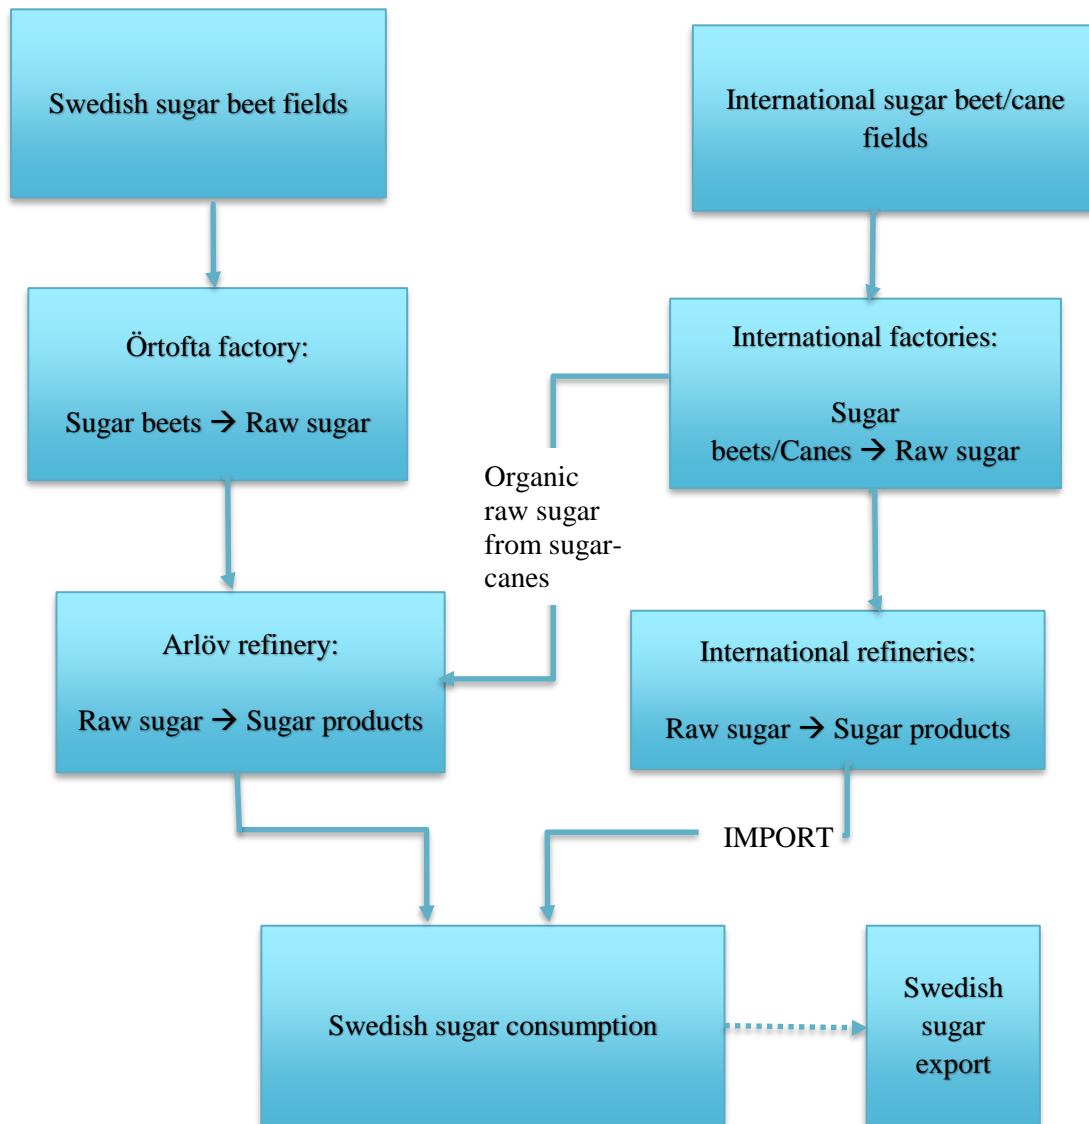 Swedish sugar beet fields
International sugar beet/cane
fields
Örtofta factory:
Sugar beets → Raw sugar
International factories:
Sugar
beets/Canes → Raw sugar
Organic
raw sugar
from sugar-
canes
Arlöv refinery:
Raw sugar → Sugar products
International refineries:
Raw sugar → Sugar products
IMPORT
Swedish sugar consumption
Swedish
sugar
export